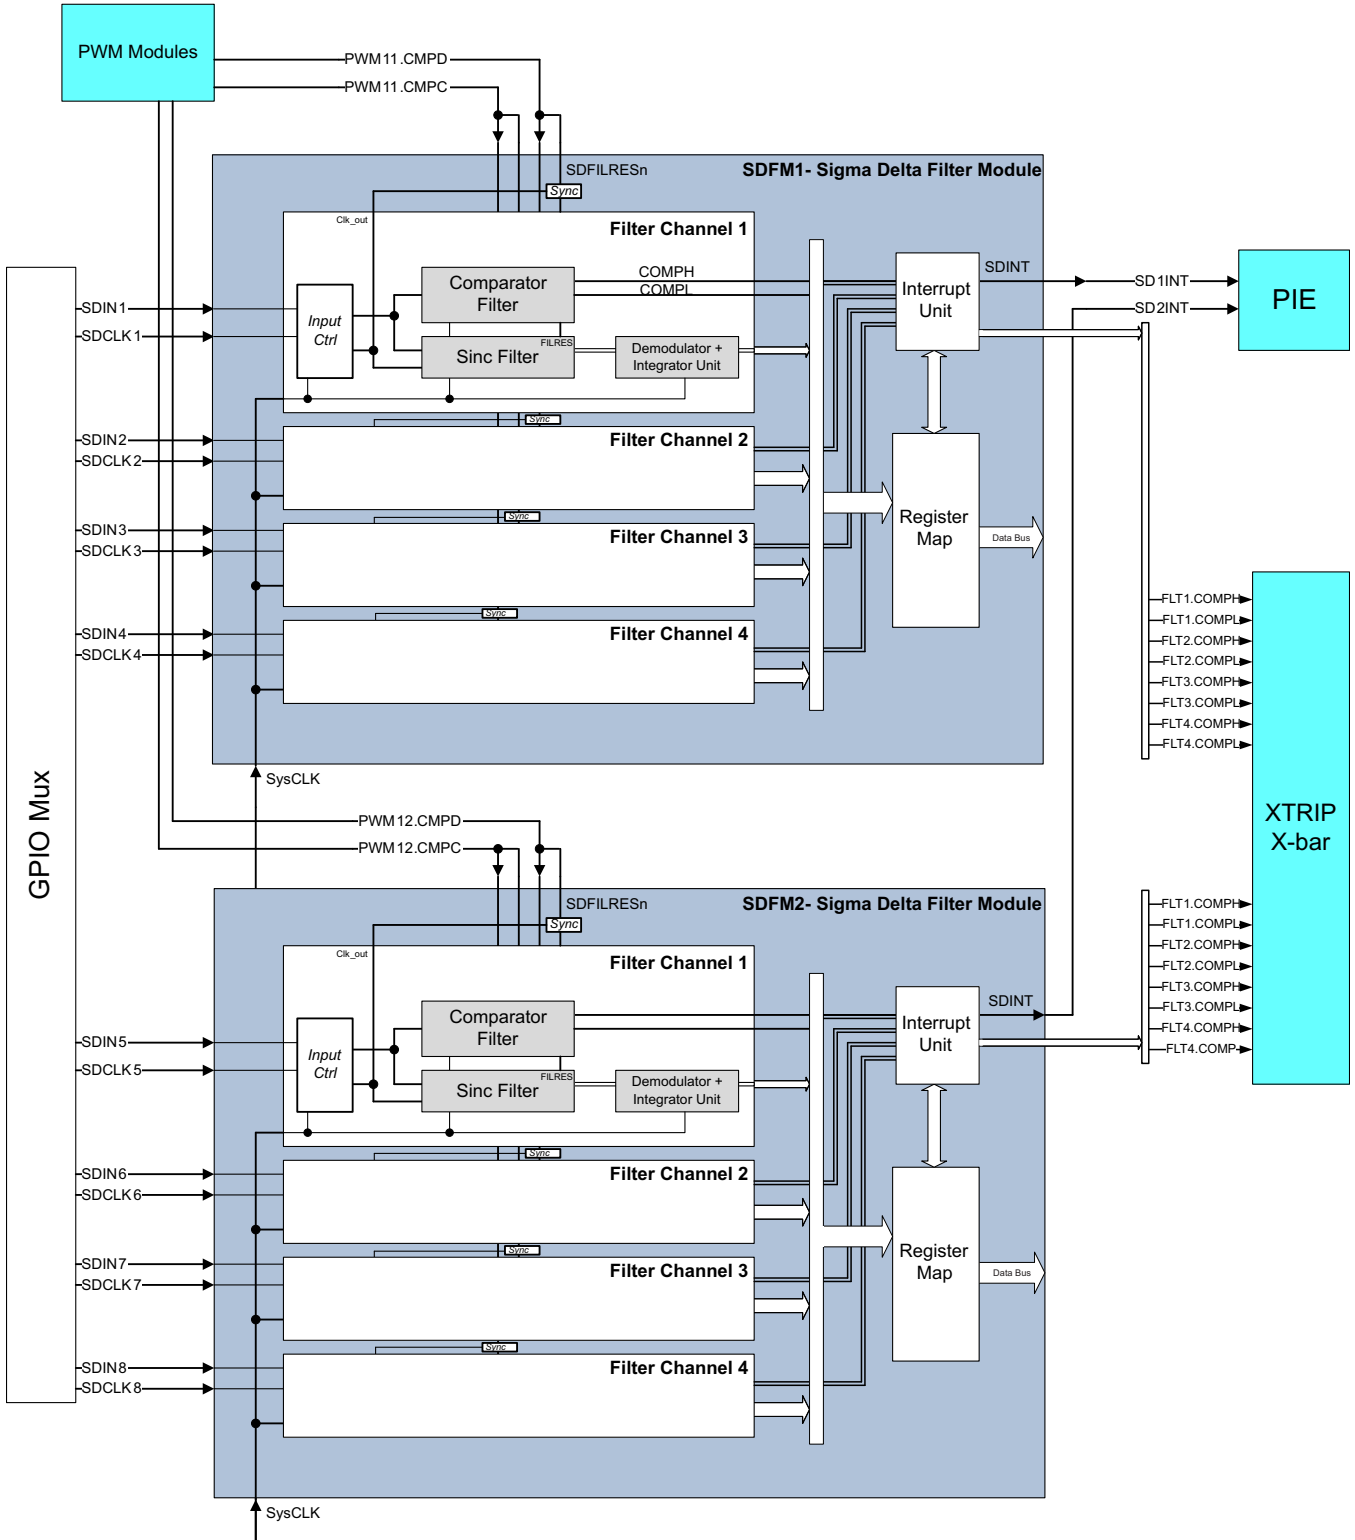 PWM Modules
PWM11.CMPD
PWM11.CMPC
SDFILRESn
SDFM1- Sigma Delta Filter Module
Sync
Clk_out
Filter Channel 1
Comparator
Filter
COMPH
COMPL
Interrupt
Unit
SDINT
SD1INT
SD2INT
PIE
SDIN1
SDCLK1
Input
Ctrl
FILRES
Sinc Filter
Demodulator +
Integrator Unit
Sync
SDIN2
SDCLK2
Filter Channel 2
Sync
SDIN3
SDCLK3
Filter Channel 3
Register
Map
Data Bus
Sync
SDIN4
SDCLK4
Filter Channel 4
FLT1.COMPH
FLT1.COMPL
FLT2.COMPH
FLT2.COMPL
FLT3.COMPH
FLT3.COMPL
FLT4.COMPH
FLT4.COMPL
SysCLK
GPIO Mux
XTRIP
X-bar
PWM12.CMPD
PWM12.CMPC
SDFILRESn
SDFM2- Sigma Delta Filter Module
Sync
Clk_out
Filter Channel 1
Comparator
Filter
Interrupt
Unit
SDINT
FLT1.COMPH
FLT1.COMPL
FLT2.COMPH
FLT2.COMPL
FLT3.COMPH
FLT3.COMPL
FLT4.COMPH
FLT4.COMP
SDIN5
SDCLK5
Input
Ctrl
FILRES
Sinc Filter
Demodulator +
Integrator Unit
Sync
SDIN6
SDCLK6
Filter Channel 2
Sync
SDIN7
SDCLK7
Filter Channel 3
Register
Map
Data Bus
Sync
SDIN8
SDCLK8
Filter Channel 4
SysCLK